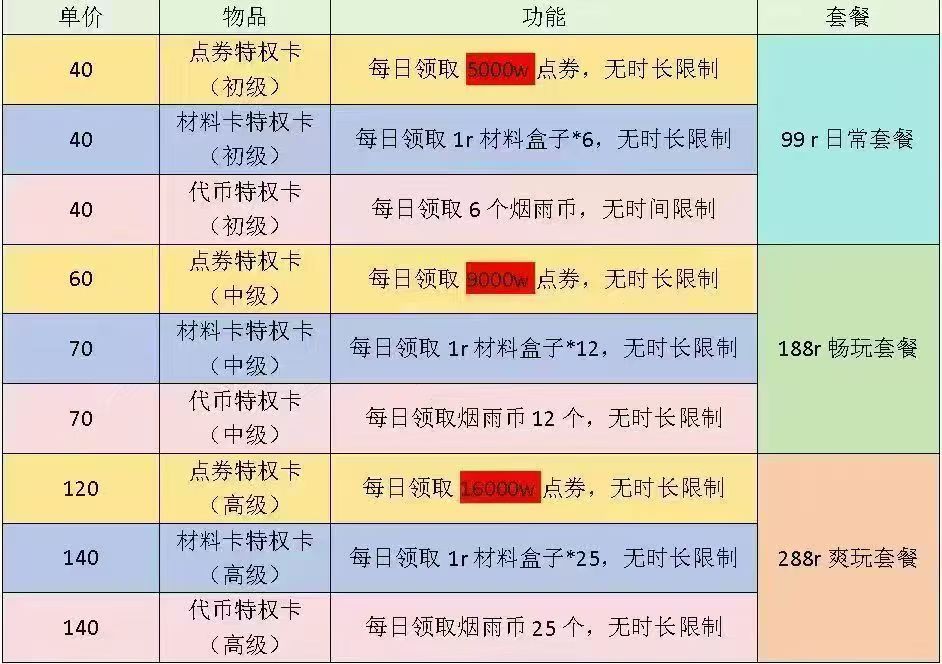 单价 物品 功能 套餐
40 点券特权卡 每日领取 5000w 点券，无时长限制
（初级）
40 材料卡特权卡 每日领取 1r 材料盒子*6，无时长限制 99 r 日常套餐
（初级）
40 代币特权卡 每日领取 6 个烟雨币，无时间限制
（初级）
60 点券特权卡 每日领取 9000w 点券，无时长限制
（中级）
70 材料卡特权卡 每日领取 1r 材料盒子*12，无时长限制 188r 畅玩套餐
（中级）
70 代币特权卡 每日领取烟雨币 12 个，无时长限制
（中级）
120 点券特权卡 每日领取 16000w 点券，无时长限制
（高级）
140 材料卡特权卡 每日领取 1r 材料盒子*25，无时长限制 288r 爽玩套餐
（高级）
140 代币特权卡 每日领取烟雨币 25 个，无时长限制
（高级）